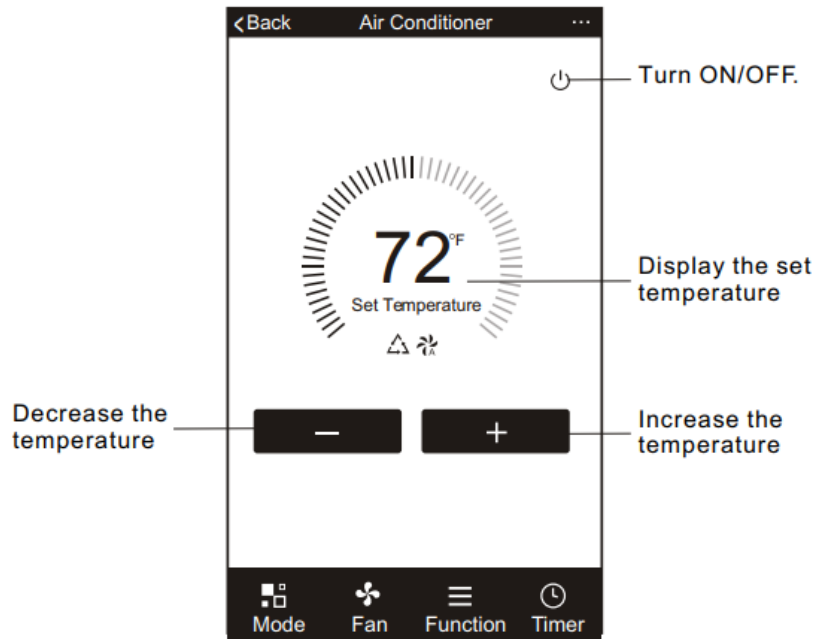 Back Air Conditioner ...
Turn ON/OFF.
72°F
Set Temperature
A
Display the set
temperature
Decrease the
temperature
− +
Increase the
temperature
Mode Fan Function Timer